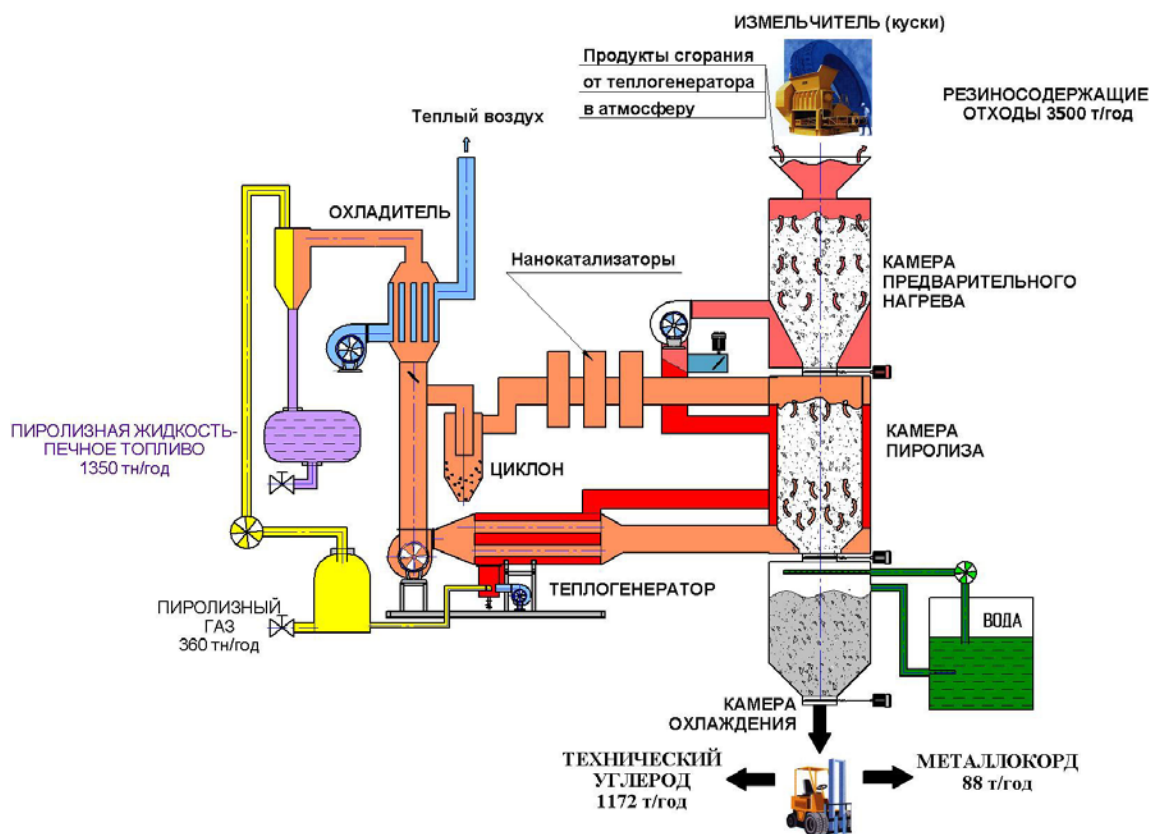 ИЗМЕЛЬЧИТЕЛЬ (куски)
Продукты сгорания
от теплогенератора
в атмосферу
РЕЗИНОСОДЕРЖАЩИЕ
ОТХОДЫ 3500 т/год
Теплый воздух
ОХЛАДИТЕЛЬ
Нанокатализаторы
КАМЕРА
ПРЕДВАРИТЕЛЬНОГО
НАГРЕВА
ПИРОЛИЗНАЯ ЖИДКОСТЬ-
ПЕЧНОЕ ТОПЛИВО
1350 тн/год
ЦИКЛОН
КАМЕРА
ПИРОЛИЗА
ТЕПЛОГЕНЕРАТОР
ПИРОЛИЗНЫЙ
ГАЗ
360 тн/год
ВОДА
КАМЕРА
ОХЛАЖДЕНИЯ
ТЕХНИЧЕСКИЙ
УГЛЕРОД
1172 т/год
МЕТАЛЛОКОРД
88 т/год